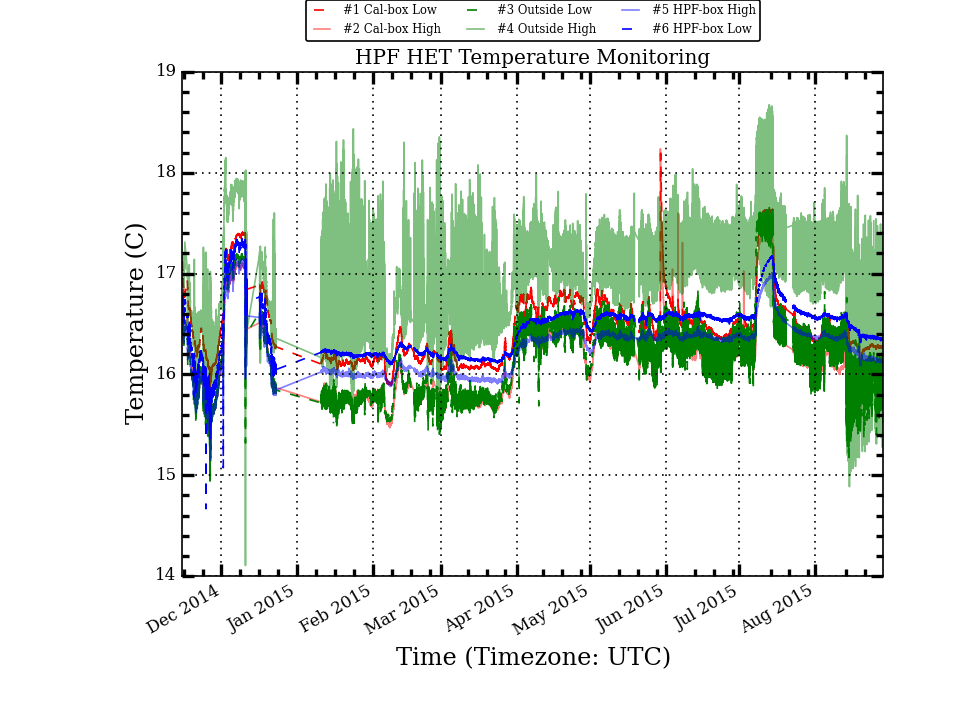 #1 Cal-box Low #3 Outside Low #5 HPF-box High
#2 Cal-box High #4 Outside High #6 HPF-box Low
HPF HET Temperature Monitoring
19
18
17
16
15
14
Temperature (C)
Dec 2014 Jan 2015 Feb 2015 Mar 2015 Apr 2015 May 2015 Jun 2015 Jul 2015 Aug 2015
Time (Timezone: UTC)